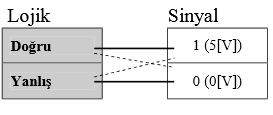 Lojik Sinyal
Doğru 1 (5[V])
Yanlış 0 (0[V])